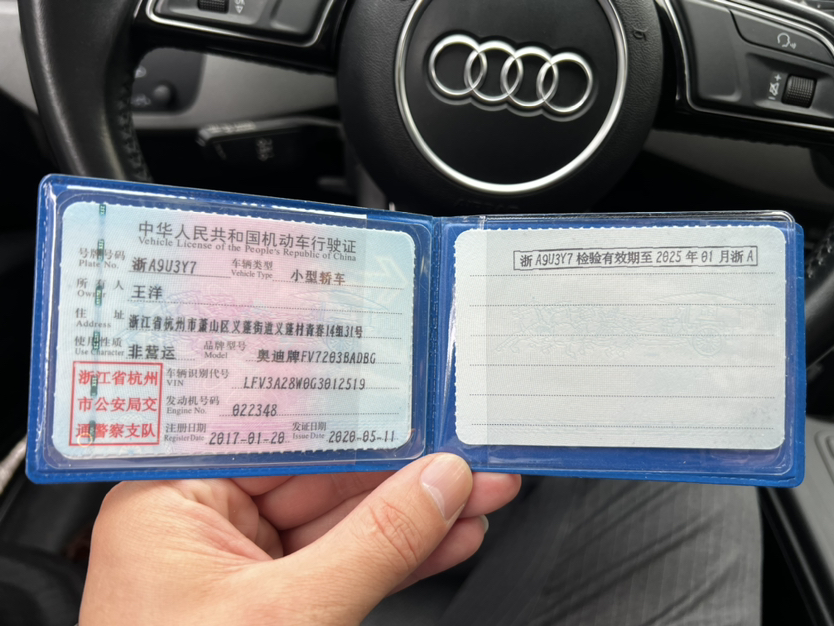 中华人民共和国机动车行驶证
Vehicle License of the People's Republic of China
号牌号码 浙A9U3Y7 车辆类型 小型轿车
Plate No. Vehicle Type
所有人 王洋
Owner
住址 浙江省杭州市萧山区义蓬街道义蓬村青春14组31号
Address
使用性质 非营运 品牌型号 奥迪牌FV7203BADBG
Use Character Model
浙江省杭州
市公安局交
通警察支队
车辆识别代号 LFV3A28W0G3012519
VIN
发动机号码 022348
Engine No.
注册日期 2017-01-20 发证日期 2020-05-11
Register Date Issue Date
浙A9U3Y7 检验有效期至 2025 年 01 月浙 A